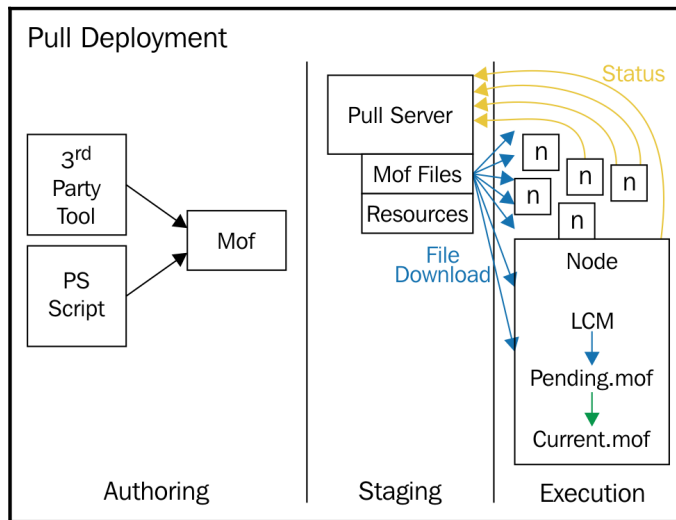 Pull Deployment
3rd
Party
Tool
PS
Script
Mof
Authoring
Pull Server
Mof Files
Resources
File
Download
Staging
Status
n
n
n
n
n
Node
LCM
Pending.mof
Current.mof
Execution